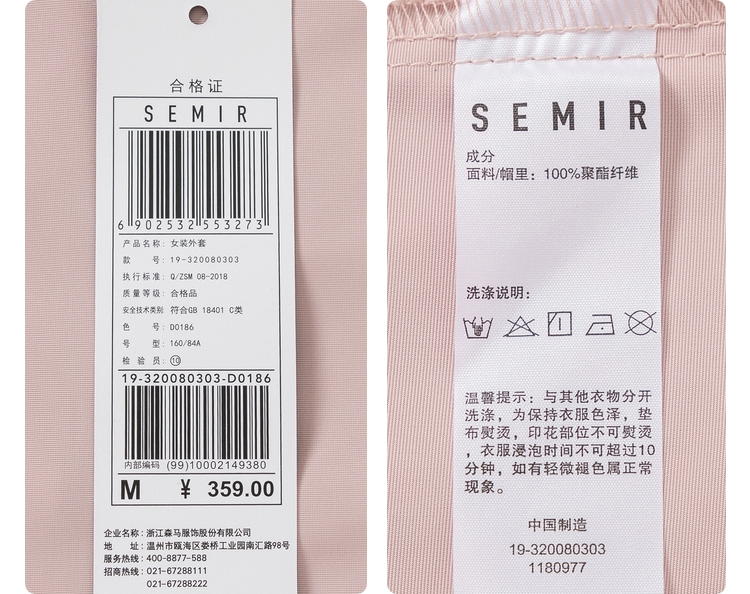 合格证
SEMIR
6 902532 553273
产品名称: 女装外套
款 号: 19-320080303
执行标准: Q/ZSM 08-2018
质量等级: 合格品
安全技术类别: 符合GB 18401 C类
色 号: D0186
号 型: 160/84A
检 验 员: ⑩
19-320080303-D0186
内部编码 (99)10002149380
M ¥ 359.00
企业名称: 浙江森马服饰股份有限公司
地 址: 温州市瓯海区娄桥工业园南汇路98号
服务热线: 400-8877-588
招商热线: 021-67288111
021-67288222
SEMIR
成分
面料/帽里: 100%聚酯纤维
洗涤说明:
温馨提示: 与其他衣物分开
洗涤, 为保持衣服色泽, 垫
布熨烫, 印花部位不可熨烫
, 衣服浸泡时间不可超过10
分钟, 如有轻微褪色属正常
现象。
中国制造
19-320080303
1180977